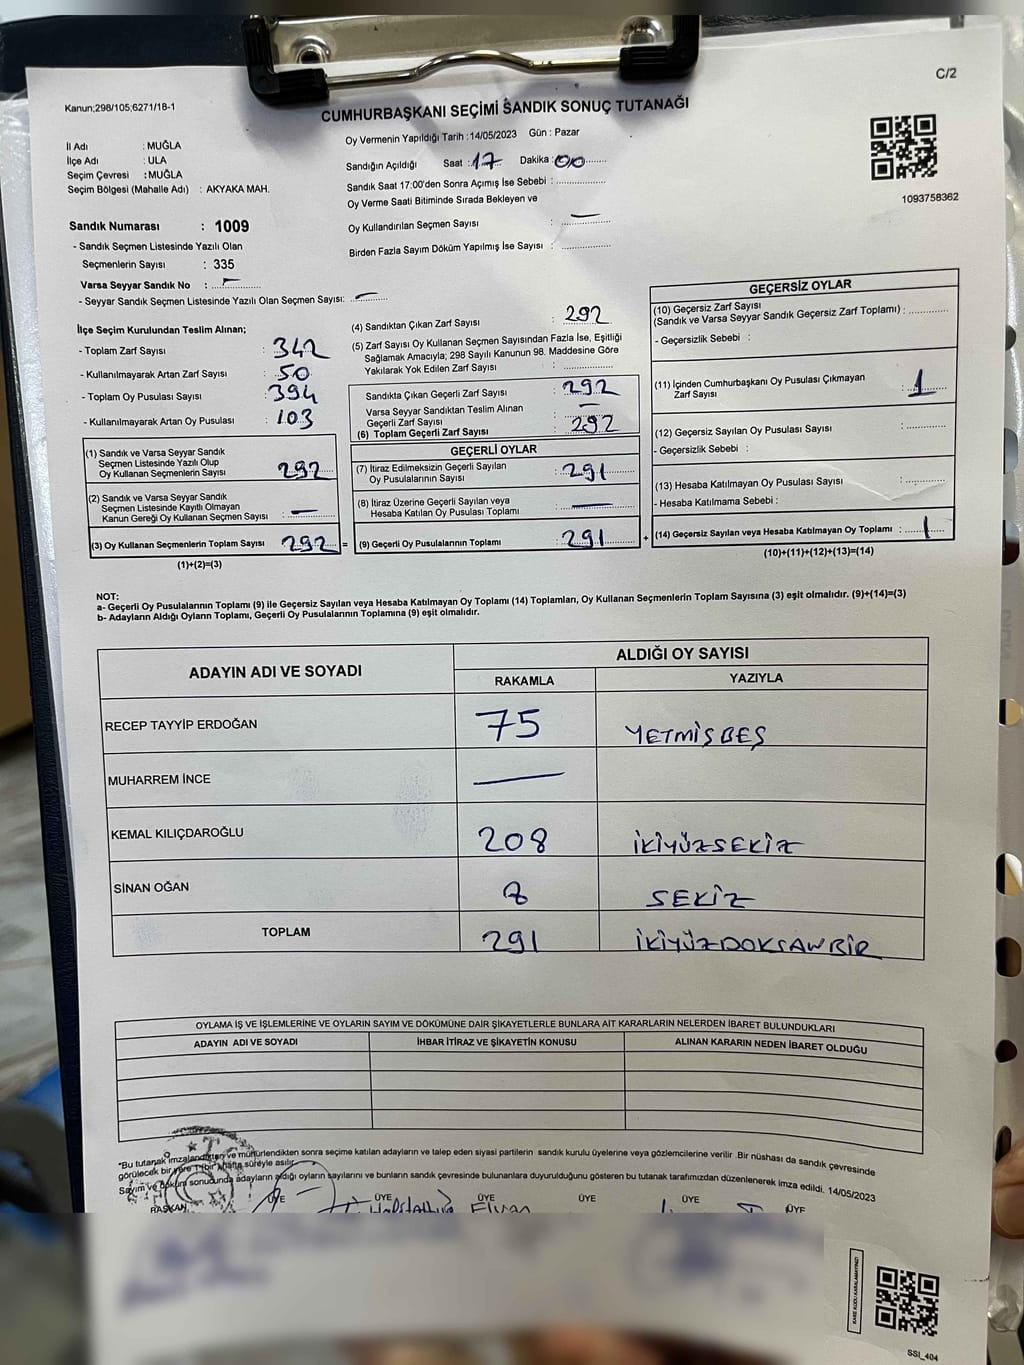 C/2
Kanun;298/105,6271/18-1
CUMHURBAŞKANI SEÇİMİ SANDIK SONUÇ TUTANAĞI
İl Adı : MUĞLA
İlçe Adı : ULA
Seçim Çevresi : MUĞLA
Seçim Bölgesi (Mahalle Adı) : AKYAKA MAH.
Oy Vermenin Yapıldığı Tarih :14/05/2023 Gün : Pazar
Sandığın Açıldığı Saat : 17 Dakika : 00
Sandık Saat 17:00'den Sonra Açımış İse Sebebi :
Oy Verme Saati Bitiminde Sırada Bekleyen ve
Oy Kullandırılan Seçmen Sayısı : —
Birden Fazla Sayım Döküm Yapılmış İse Sayısı :
1093758362
Sandık Numarası : 1009
- Sandık Seçmen Listesinde Yazılı Olan
Seçmenlerin Sayısı : 335
Varsa Seyyar Sandık No : —
- Seyyar Sandık Seçmen Listesinde Yazılı Olan Seçmen Sayısı: —
İlçe Seçim Kurulundan Teslim Alınan;
- Toplam Zarf Sayısı : 342
- Kullanılmayarak Artan Zarf Sayısı : 50
- Toplam Oy Pusulası Sayısı : 394
- Kullanılmayarak Artan Oy Pusulası : 103
(1) Sandık ve Varsa Seyyar Sandık
Seçmen Listesinde Yazılı Olup
Oy Kullanan Seçmenlerin Sayısı 292
(2) Sandık ve Varsa Seyyar Sandık
Seçmen Listesinde Kayıtlı Olmayan
Kanun Gereği Oy Kullanan Seçmen Sayısı : —
(3) Oy Kullanan Seçmenlerin Toplam Sayısı 292 =
(1)+(2)=(3)
(4) Sandıktan Çıkan Zarf Sayısı : 292
(5) Zarf Sayısı Oy Kullanan Seçmen Sayısından Fazla İse, Eşitliği
Sağlamak Amacıyla; 298 Sayılı Kanunun 98. Maddesine Göre
Yakılarak Yok Edilen Zarf Sayısı :
Sandıkta Çıkan Geçerli Zarf Sayısı : 292
Varsa Seyyar Sandıktan Teslim Alınan
Geçerli Zarf Sayısı : —
(6) Toplam Geçerli Zarf Sayısı : 292
GEÇERLİ OYLAR
(7) İtiraz Edilmeksizin Geçerli Sayılan
Oy Pusulalarının Sayısı : 291
(8) İtiraz Üzerine Geçerli Sayılan veya
Hesaba Katılan Oy Pusulası Toplamı : —
(9) Geçerli Oy Pusulalarının Toplamı : 291 +
GEÇERSİZ OYLAR
(10) Geçersiz Zarf Sayısı
(Sandık ve Varsa Seyyar Sandık Geçersiz Zarf Toplamı) :
- Geçersizlik Sebebi :
(11) İçinden Cumhurbaşkanı Oy Pusulası Çıkmayan
Zarf Sayısı : 1
(12) Geçersiz Sayılan Oy Pusulası Sayısı :
- Geçersizlik Sebebi :
(13) Hesaba Katılmayan Oy Pusulası Sayısı :
- Hesaba Katılmama Sebebi :
(14) Geçersiz Sayılan veya Hesaba Katılmayan Oy Toplamı : 1
(10)+(11)+(12)+(13)=(14)
NOT:
a- Geçerli Oy Pusulalarının Toplamı (9) ile Geçersiz Sayılan veya Hesaba Katılmayan Oy Toplamı (14) Toplamları, Oy Kullanan Seçmenlerin Toplam Sayısına (3) eşit olmalıdır. (9)+(14)=(3)
b- Adayların Aldığı Oyların Toplamı, Geçerli Oy Pusulalarının Toplamına (9) eşit olmalıdır.
ADAYIN ADI VE SOYADI ALDIĞI OY SAYISI
RAKAMLA YAZIYLA
RECEP TAYYİP ERDOĞAN 75 YETMİŞBEŞ
MUHARREM İNCE —
KEMAL KILIÇDAROĞLU 208 İKİYÜZSEKİZ
SİNAN OĞAN 8 SEKİZ
TOPLAM 291 İKİYÜZDOKSANBİR
OYLAMA İŞ VE İŞLEMLERİNE VE OYLARIN SAYIM VE DÖKÜMÜNE DAİR ŞİKAYETLERLE BUNLARA AİT KARARLARIN NELERDEN İBARET BULUNDUKLARI
ADAYIN ADI VE SOYADI İHBAR İTİRAZ VE ŞİKAYETİN KONUSU ALINAN KARARIN NEDEN İBARET OLDUĞU
"Bu tutanak imzalandıktan ve mühürlendikten sonra seçime katılan adayların ve talep eden siyasi partilerin sandık kurulu üyelerine veya gözlemcilerine verilir. Bir nüshası da sandık çevresinde
görülecek bir yere 1 "bir" hafta süreyle asılır.
Sayım ve döküm sonucunda adayların aldığı oyların sayılarını ve bunların sandık çevresinde bulunanlara duyurulduğunu gösteren bu tutanak tarafımızdan düzenlenerek imza edildi. 14/05/2023
BAŞKAN ÜYE ÜYE ÜYE ÜYE ÜYE ÜYE
Elvan
KARE KODU KARALAMAYINIZ!
SSİ_404